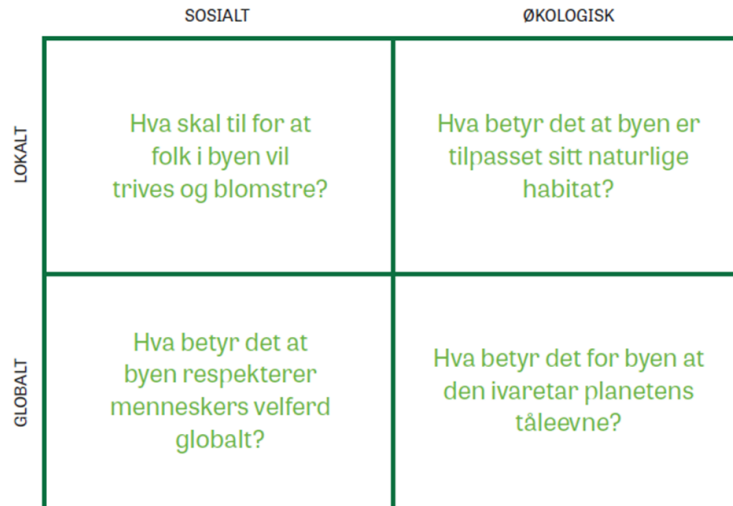 SOSIALT
ØKOLOGISK
LOKALT
Hva skal til for at
folk i byen vil
trives og blomstre?
Hva betyr det at byen er
tilpasset sitt naturlige
habitat?
GLOBALT
Hva betyr det at
byen respekterer
menneskers velferd
globalt?
Hva betyr det for byen at
den ivaretar planetens
tåleevne?